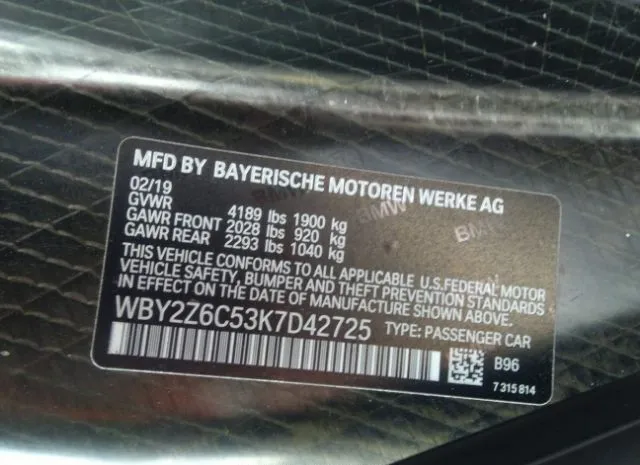 MFD BY BAYERISCHE MOTOREN WERKE AG
02/19
GVWR 4189 lbs 1900 kg
GAWR FRONT 2028 lbs 920 kg
GAWR REAR 2293 lbs 1040 kg
THIS VEHICLE CONFORMS TO ALL APPLICABLE U.S.FEDERAL MOTOR
VEHICLE SAFETY, BUMPER AND THEFT PREVENTION STANDARDS
IN EFFECT ON THE DATE OF MANUFACTURE SHOWN ABOVE.
WBY2Z6C53K7D42725 TYPE: PASSENGER CAR
B96
7 315 814
BMW
BMW